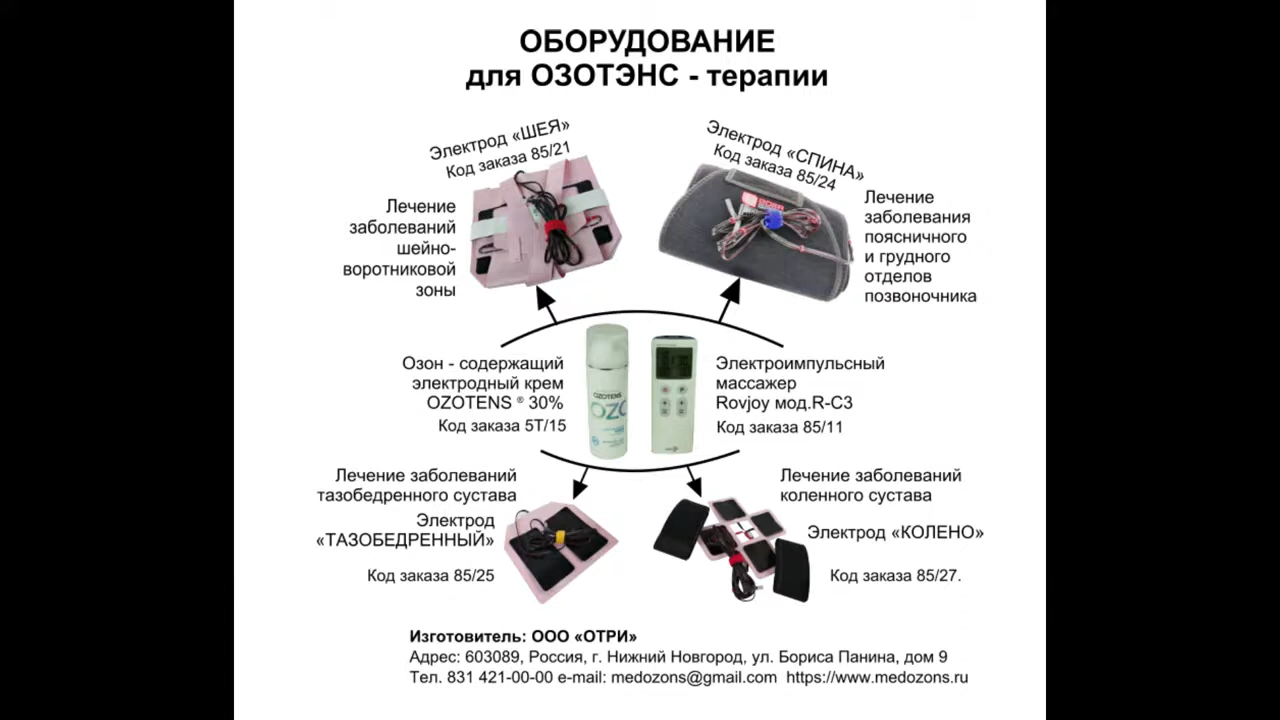 ОБОРУДОВАНИЕ
для ОЗОТЭНС - терапии
Электрод «ШЕЯ»
Код заказа 85/21
Лечение
заболеваний
шейно-
воротниковой
зоны
Электрод «СПИНА»
Код заказа 85/24
Лечение
заболевания
поясничного
и грудного
отделов
позвоночника
Озон - содержащий
электродный крем
OZOTENS ® 30%
Код заказа 5Т/15
OZOTENS
OZO
Электроимпульсный
массажер
Rovjoy мод.R-C3
Код заказа 85/11
Лечение заболеваний
тазобедренного сустава
Электрод
«ТАЗОБЕДРЕННЫЙ»
Код заказа 85/25
Лечение заболеваний
коленного сустава
Электрод «КОЛЕНО»
Код заказа 85/27.
Изготовитель: ООО «ОТРИ»
Адрес: 603089, Россия, г. Нижний Новгород, ул. Бориса Панина, дом 9
Тел. 831 421-00-00 e-mail: medozons@gmail.com https://www.medozons.ru